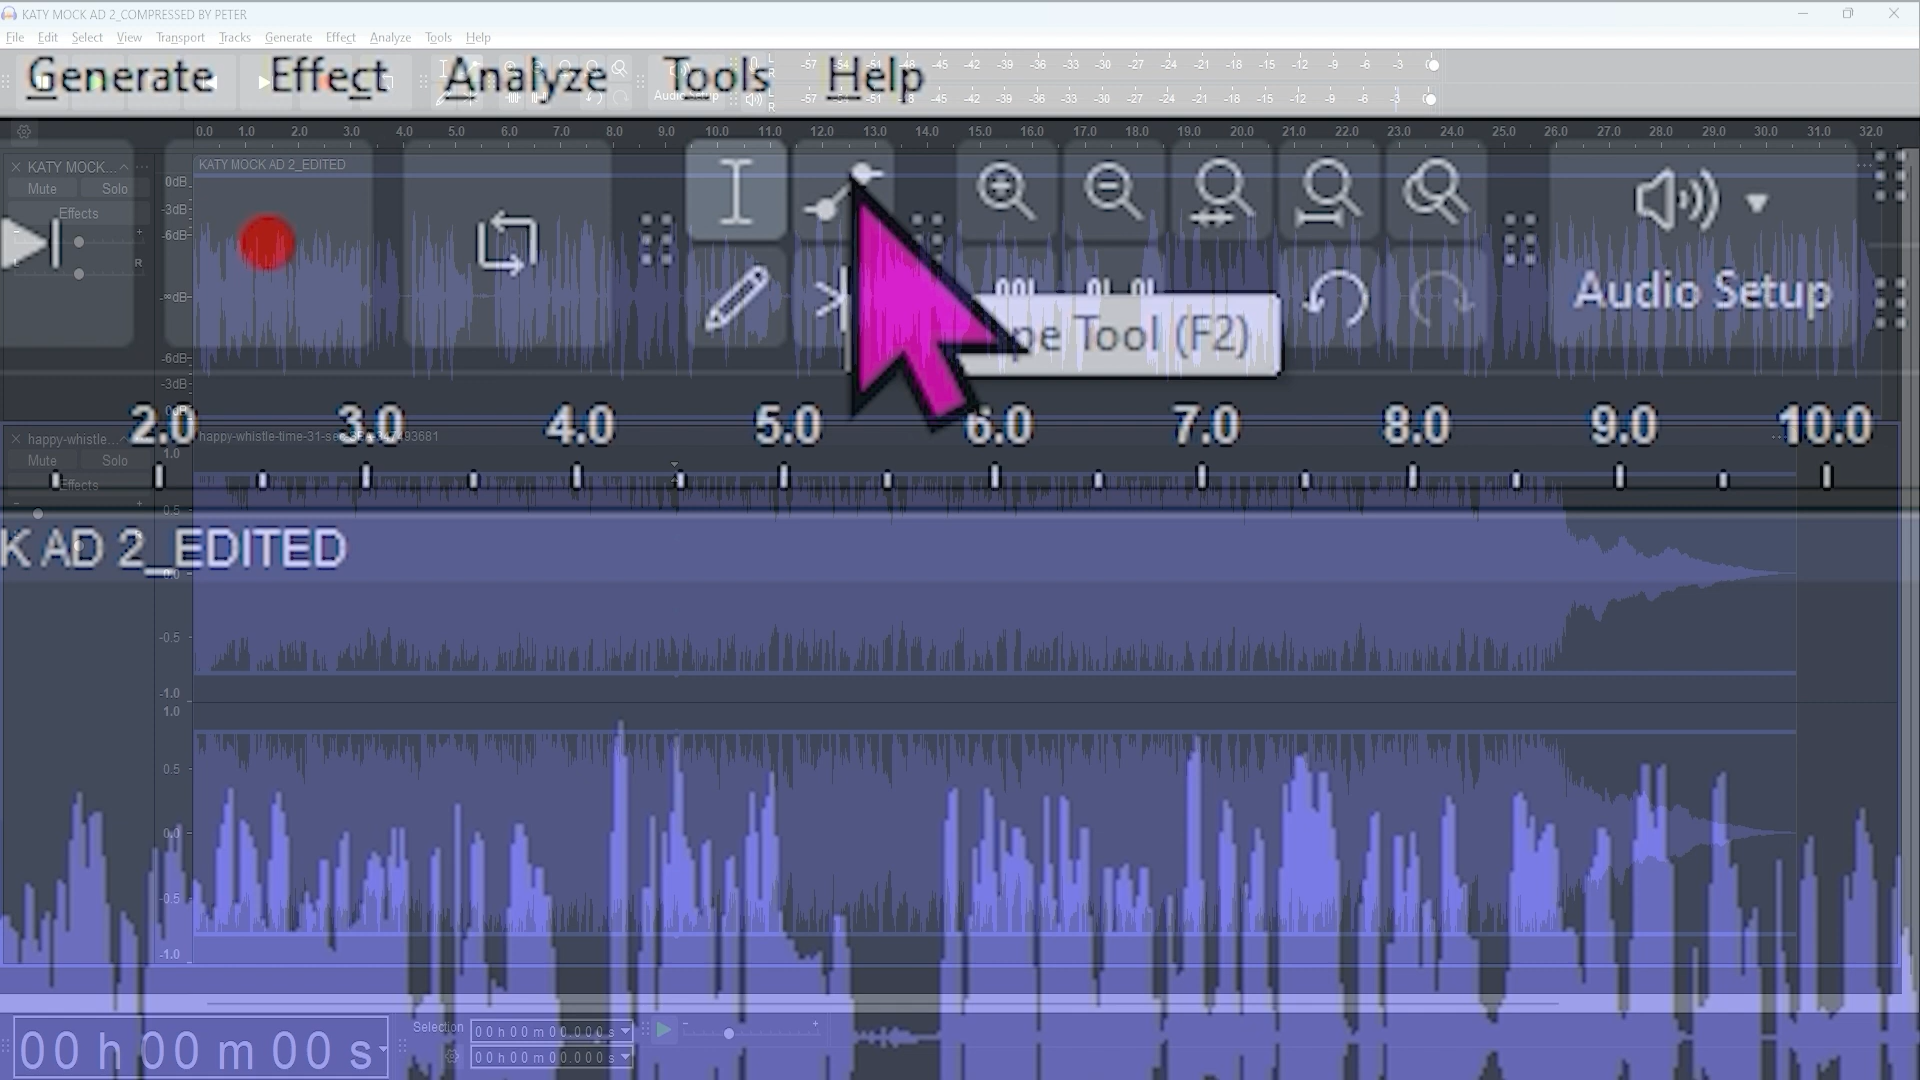 KATY MOCK AD 2_COMPRESSED BY PETER
File Edit Select View Transport Tracks Generate Effect Analyze Tools Help
Generate Effect Analyze Tools Help
-57 -54 -51 -48 -45 -42 -39 -36 -33 -30 -27 -24 -21 -18 -15 -12 -9 -6 -3 0
Audio Setup
-57 -54 -51 -48 -45 -42 -39 -36 -33 -30 -27 -24 -21 -18 -15 -12 -9 -6 -3 0
0.0 1.0 2.0 3.0 4.0 5.0 6.0 7.0 8.0 9.0 10.0 11.0 12.0 13.0 14.0 15.0 16.0 17.0 18.0 19.0 20.0 21.0 22.0 23.0 24.0 25.0 26.0 27.0 28.0 29.0 30.0 31.0 32.0
KATY MOCK...
KATY MOCK AD 2_EDITED
Mute Solo
Effects
- +
L R
0dB
-3dB
-6dB
-∞dB
-6dB
-3dB
0dB
Audio Setup
pe Tool (F2)
2.0 3.0 4.0 5.0 6.0 7.0 8.0 9.0 10.0
happy-whistle...
Mute Solo
Effects
- +
1.0
0.5
0.0
-0.5
-1.0
K AD 2_EDITED
1.0
0.5
0.0
-0.5
-1.0
00 h 00 m 00 s
Selection
00 h 00 m 00.000 s
00 h 00 m 00.000 s